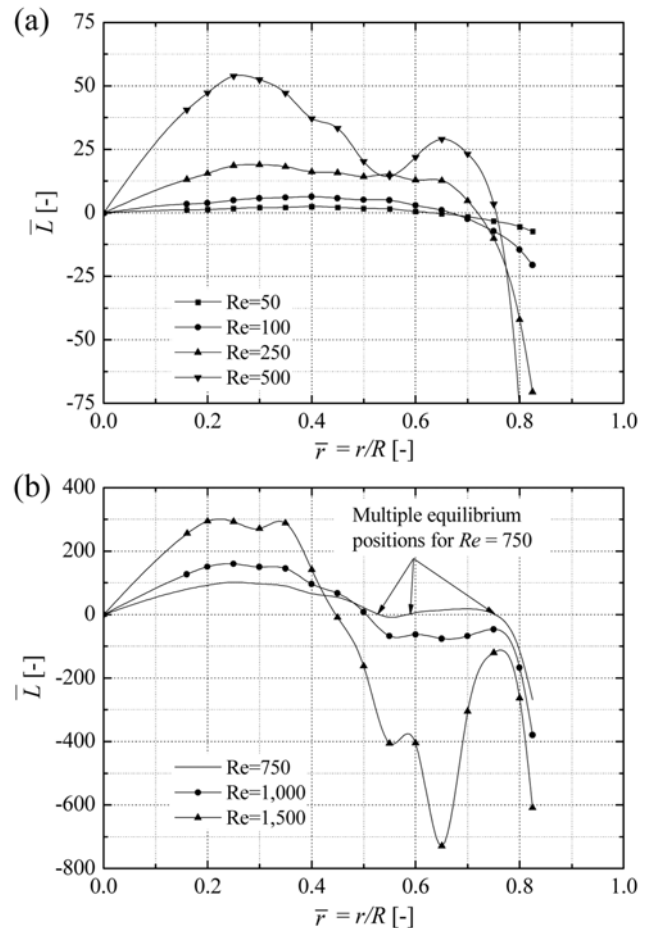 (a)
75
50
25
0
-25
-50
-75
L̅ [-]
Re=50
Re=100
Re=250
Re=500
0.0 0.2 0.4 0.6 0.8 1.0
r̅ = r/R [-]
(b)
400
200
0
-200
-400
-600
-800
L̅ [-]
Multiple equilibrium
positions for Re = 750
Re=750
Re=1,000
Re=1,500
0.0 0.2 0.4 0.6 0.8 1.0
r̅ = r/R [-]